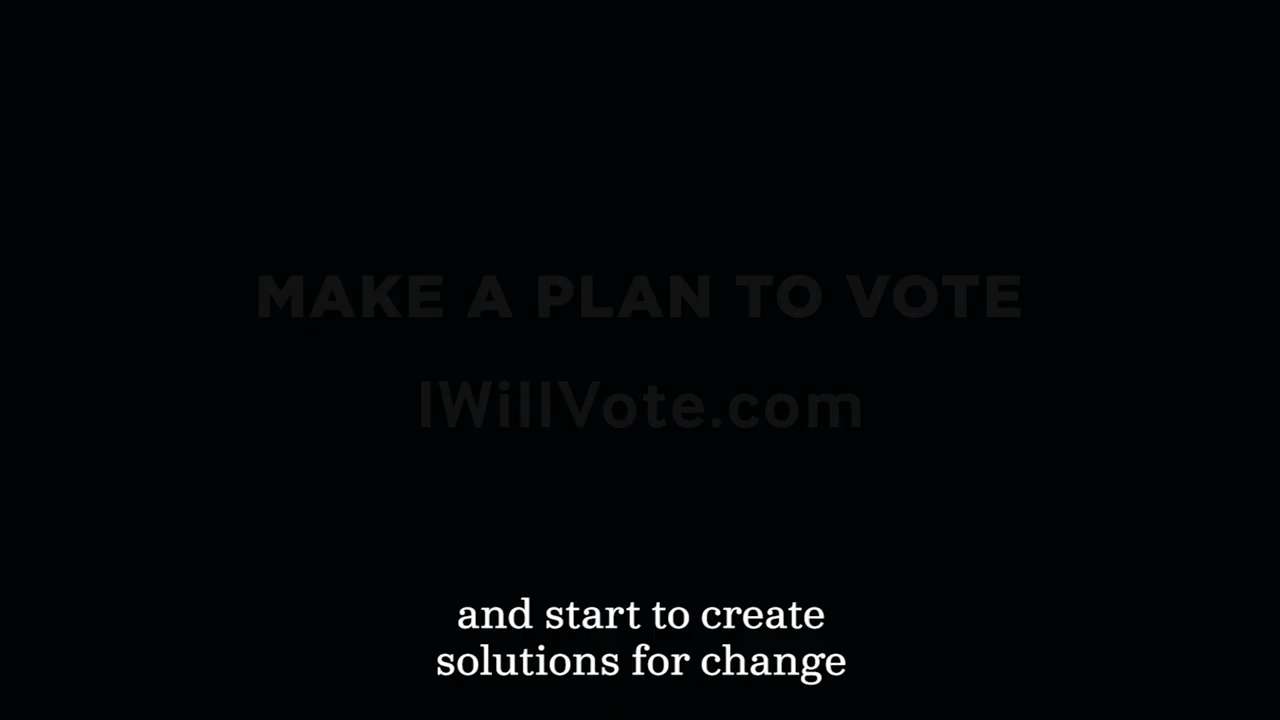 MAKE A PLAN TO VOTE
IWillVote.com
and start to create
solutions for change